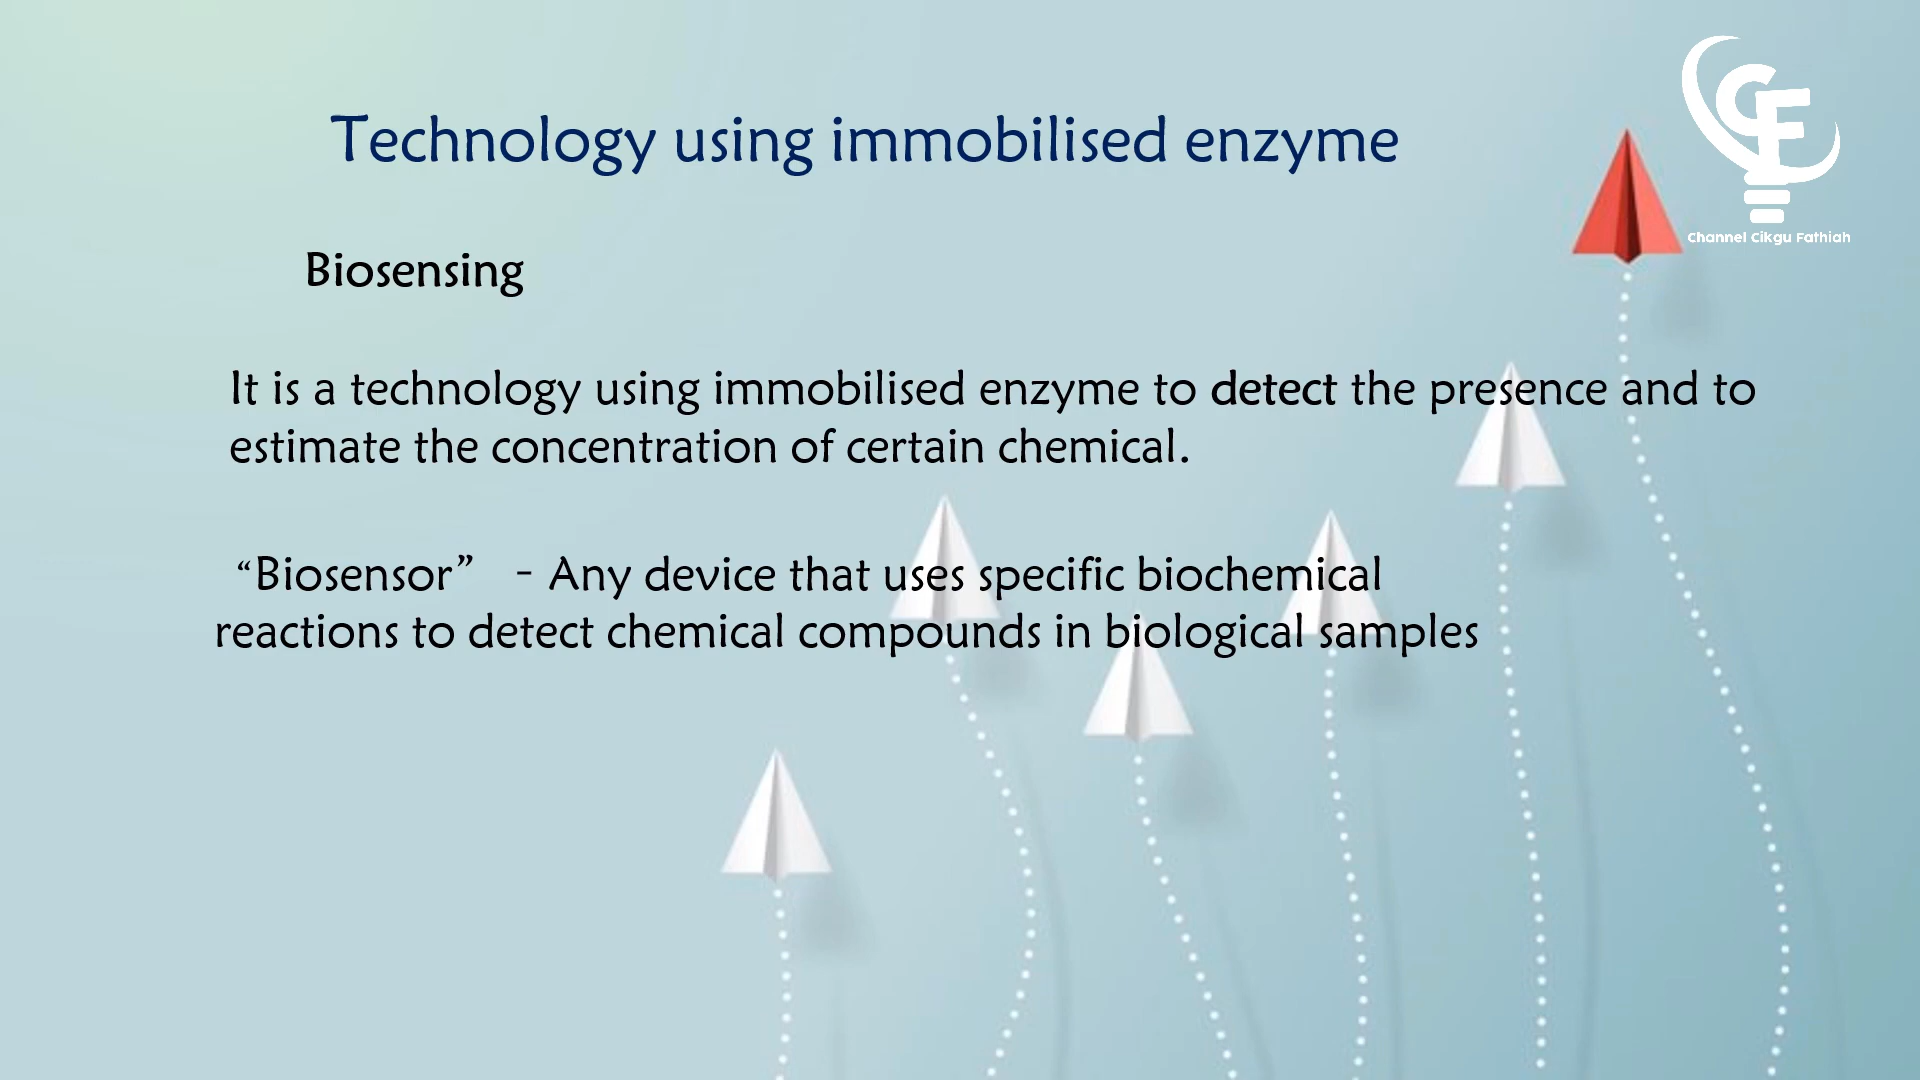 Technology using immobilised enzyme
CF
Channel Cikgu Fathiah
Biosensing
It is a technology using immobilised enzyme to detect the presence and to
estimate the concentration of certain chemical.
“Biosensor” - Any device that uses specific biochemical
reactions to detect chemical compounds in biological samples